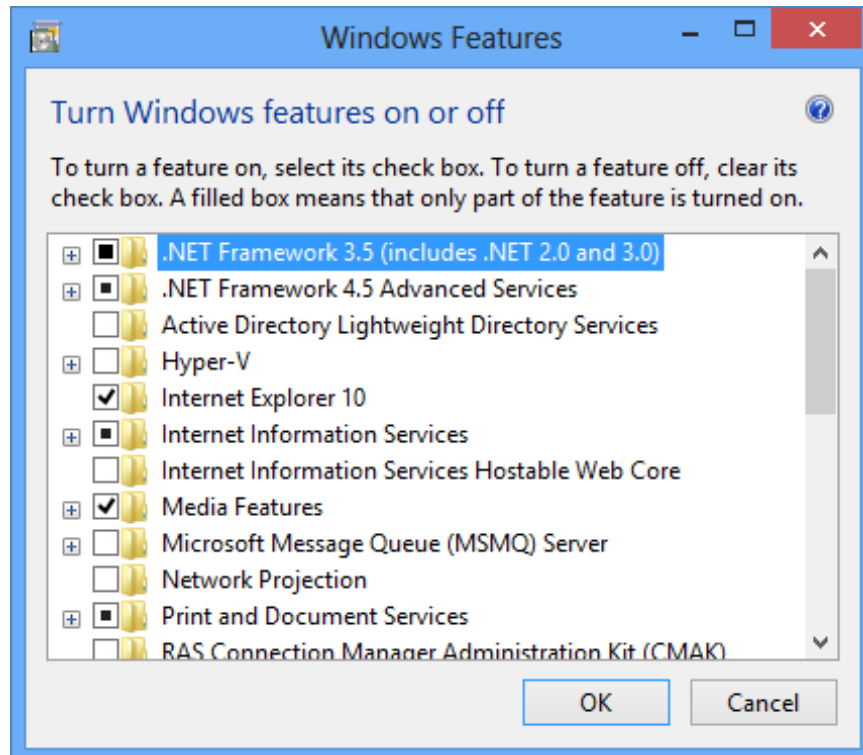 Windows Features
Turn Windows features on or off
To turn a feature on, select its check box. To turn a feature off, clear its
check box. A filled box means that only part of the feature is turned on.
.NET Framework 3.5 (includes .NET 2.0 and 3.0)
.NET Framework 4.5 Advanced Services
Active Directory Lightweight Directory Services
Hyper-V
Internet Explorer 10
Internet Information Services
Internet Information Services Hostable Web Core
Media Features
Microsoft Message Queue (MSMQ) Server
Network Projection
Print and Document Services
RAS Connection Manager Administration Kit (CMAK)
OK
Cancel